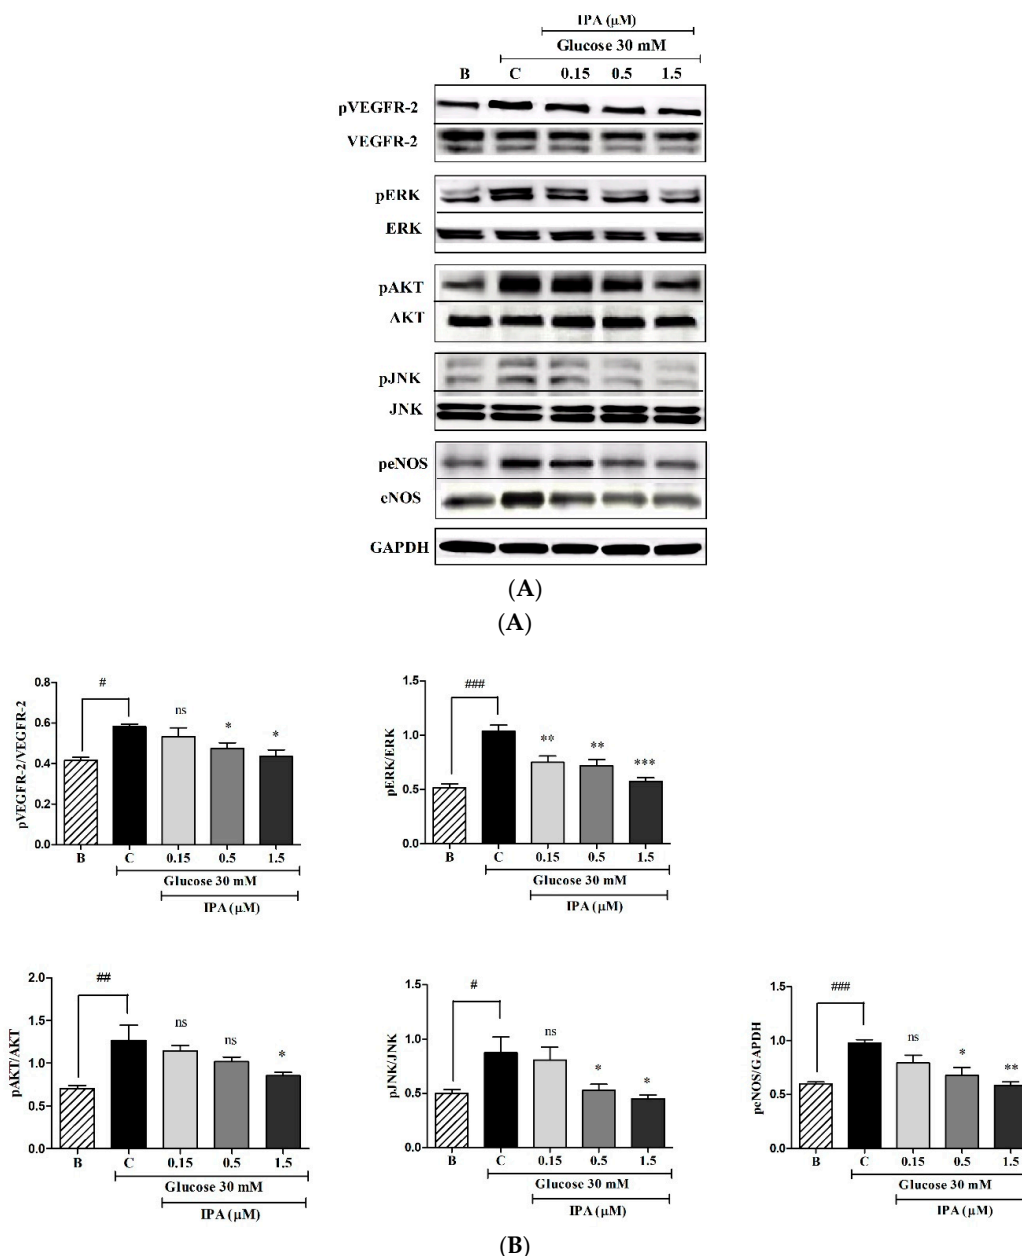 IPA (μM)
Glucose 30 mM
B C 0.15 0.5 1.5
pVEGFR-2
VEGFR-2
pERK
ERK
pAKT
AKT
pJNK
JNK
peNOS
eNOS
GAPDH
(A)
(A)
pVEGFR-2/VEGFR-2
0.8
0.6
0.4
0.2
0.0
#
ns
*
*
B C 0.15 0.5 1.5
Glucose 30 mM
IPA (μM)
pERK/ERK
1.5
1.0
0.5
0.0
###
**
**
***
B C 0.15 0.5 1.5
Glucose 30 mM
IPA (μM)
pAKT/AKT
2.0
1.5
1.0
0.5
0.0
##
ns
ns
*
B C 0.15 0.5 1.5
Glucose 30 mM
IPA (μM)
pJNK/JNK
1.5
1.0
0.5
0.0
#
ns
*
*
B C 0.15 0.5 1.5
Glucose 30 mM
IPA (μM)
peNOS/GAPDH
1.5
1.0
0.5
0.0
###
ns
*
**
B C 0.15 0.5 1.5
Glucose 30 mM
IPA (μM)
(B)